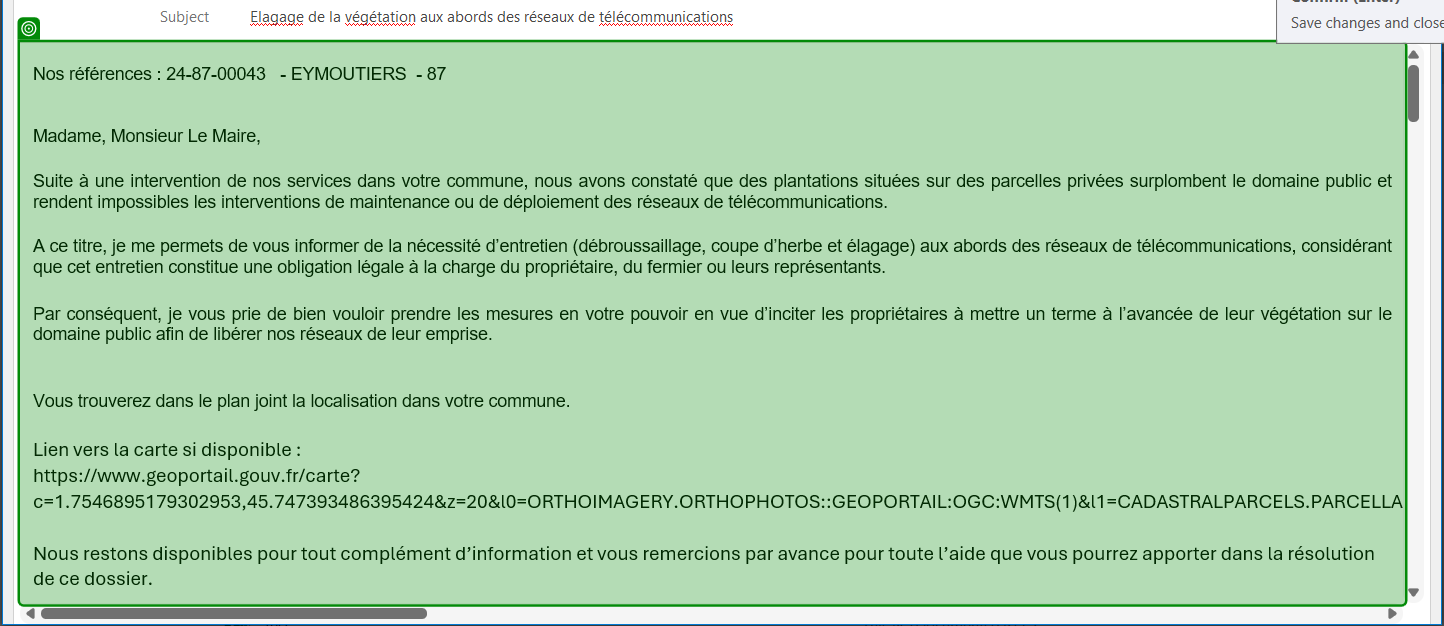 Subject Elagage de la végétation aux abords des réseaux de télécommunications
Save changes and close
Nos références : 24-87-00043 - EYMOUTIERS - 87
Madame, Monsieur Le Maire,
Suite à une intervention de nos services dans votre commune, nous avons constaté que des plantations situées sur des parcelles privées surplombent le domaine public et
rendent impossibles les interventions de maintenance ou de déploiement des réseaux de télécommunications.
A ce titre, je me permets de vous informer de la nécessité d’entretien (débroussaillage, coupe d’herbe et élagage) aux abords des réseaux de télécommunications, considérant
que cet entretien constitue une obligation légale à la charge du propriétaire, du fermier ou leurs représentants.
Par conséquent, je vous prie de bien vouloir prendre les mesures en votre pouvoir en vue d’inciter les propriétaires à mettre un terme à l’avancée de leur végétation sur le
domaine public afin de libérer nos réseaux de leur emprise.
Vous trouverez dans le plan joint la localisation dans votre commune.
Lien vers la carte si disponible :
https://www.geoportail.gouv.fr/carte?
c=1.7546895179302953,45.747393486395424&z=20&l0=ORTHOIMAGERY.ORTHOPHOTOS::GEOPORTAIL:OGC:WMTS(1)&l1=CADASTRALPARCELS.PARCELLA
Nous restons disponibles pour tout complément d’information et vous remercions par avance pour toute l’aide que vous pourrez apporter dans la résolution
de ce dossier.